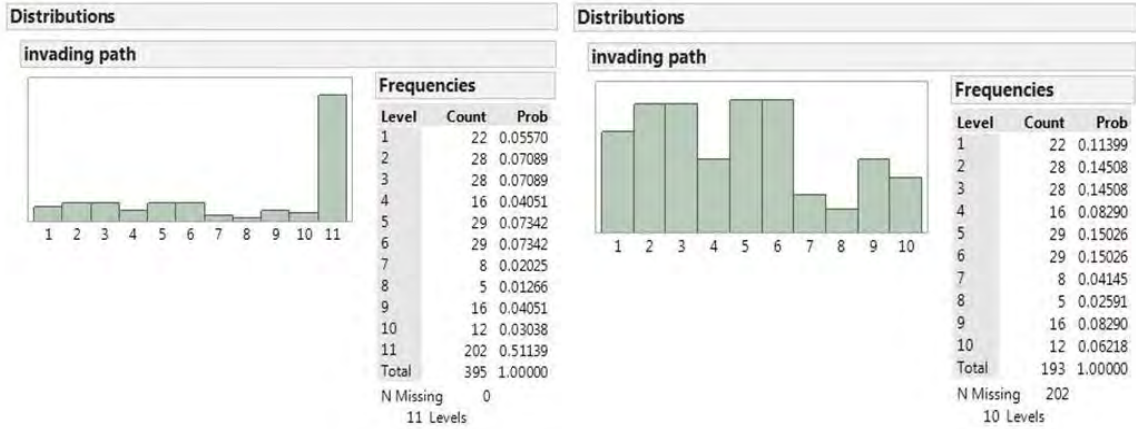 Distributions
invading path
1 2 3 4 5 6 7 8 9 10 11
Frequencies
Level Count Prob
1 22 0.05570
2 28 0.07089
3 28 0.07089
4 16 0.04051
5 29 0.07342
6 29 0.07342
7 8 0.02025
8 5 0.01266
9 16 0.04051
10 12 0.03038
11 202 0.51139
Total 395 1.00000
N Missing 0
11 Levels
Distributions
invading path
1 2 3 4 5 6 7 8 9 10
Frequencies
Level Count Prob
1 22 0.11399
2 28 0.14508
3 28 0.14508
4 16 0.08290
5 29 0.15026
6 29 0.15026
7 8 0.04145
8 5 0.02591
9 16 0.08290
10 12 0.06218
Total 193 1.00000
N Missing 202
10 Levels